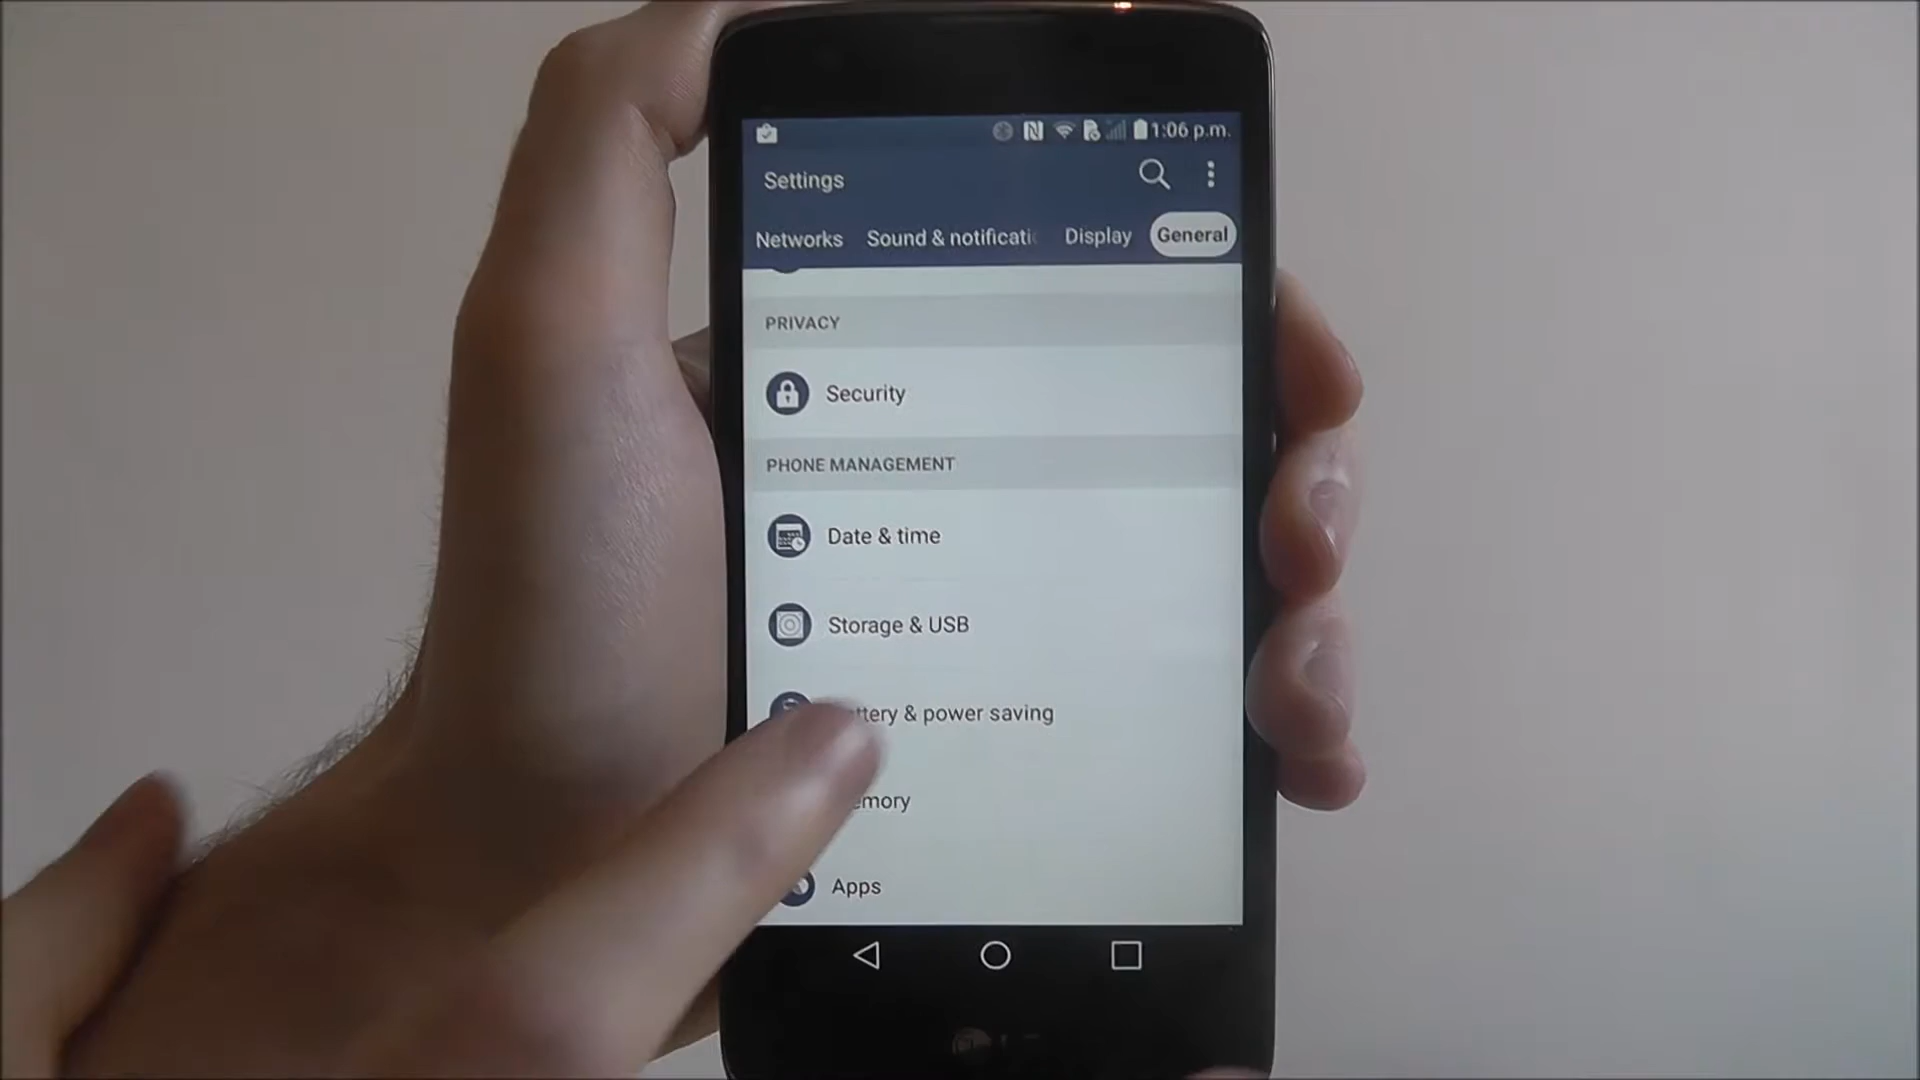 1:06 p.m.
Settings
Networks Sound & notificati Display General
PRIVACY
Security
PHONE MANAGEMENT
Date & time
Storage & USB
ttery & power saving
emory
Apps